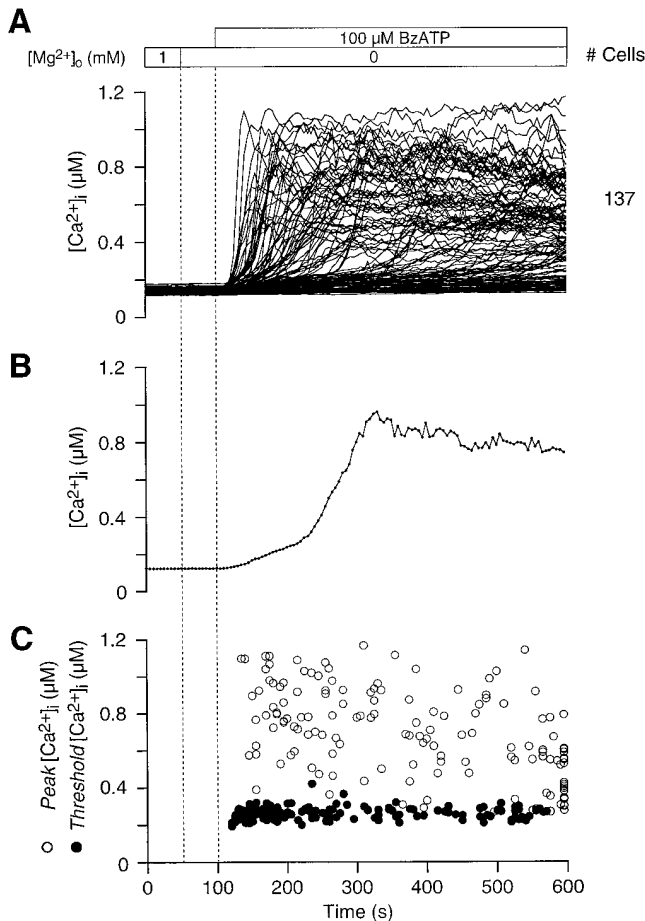 A
100 µM BzATP
[Mg²⁺]ₒ (mM) 1 0 # Cells
1.2
0.8
0.4
0
[Ca²⁺]ᵢ (µM)
137
B
1.2
0.8
0.4
0
[Ca²⁺]ᵢ (µM)
C
1.2
0.8
0.4
0
○ Peak [Ca²⁺]ᵢ (µM)
● Threshold [Ca²⁺]ᵢ (µM)
0 100 200 300 400 500 600
Time (s)